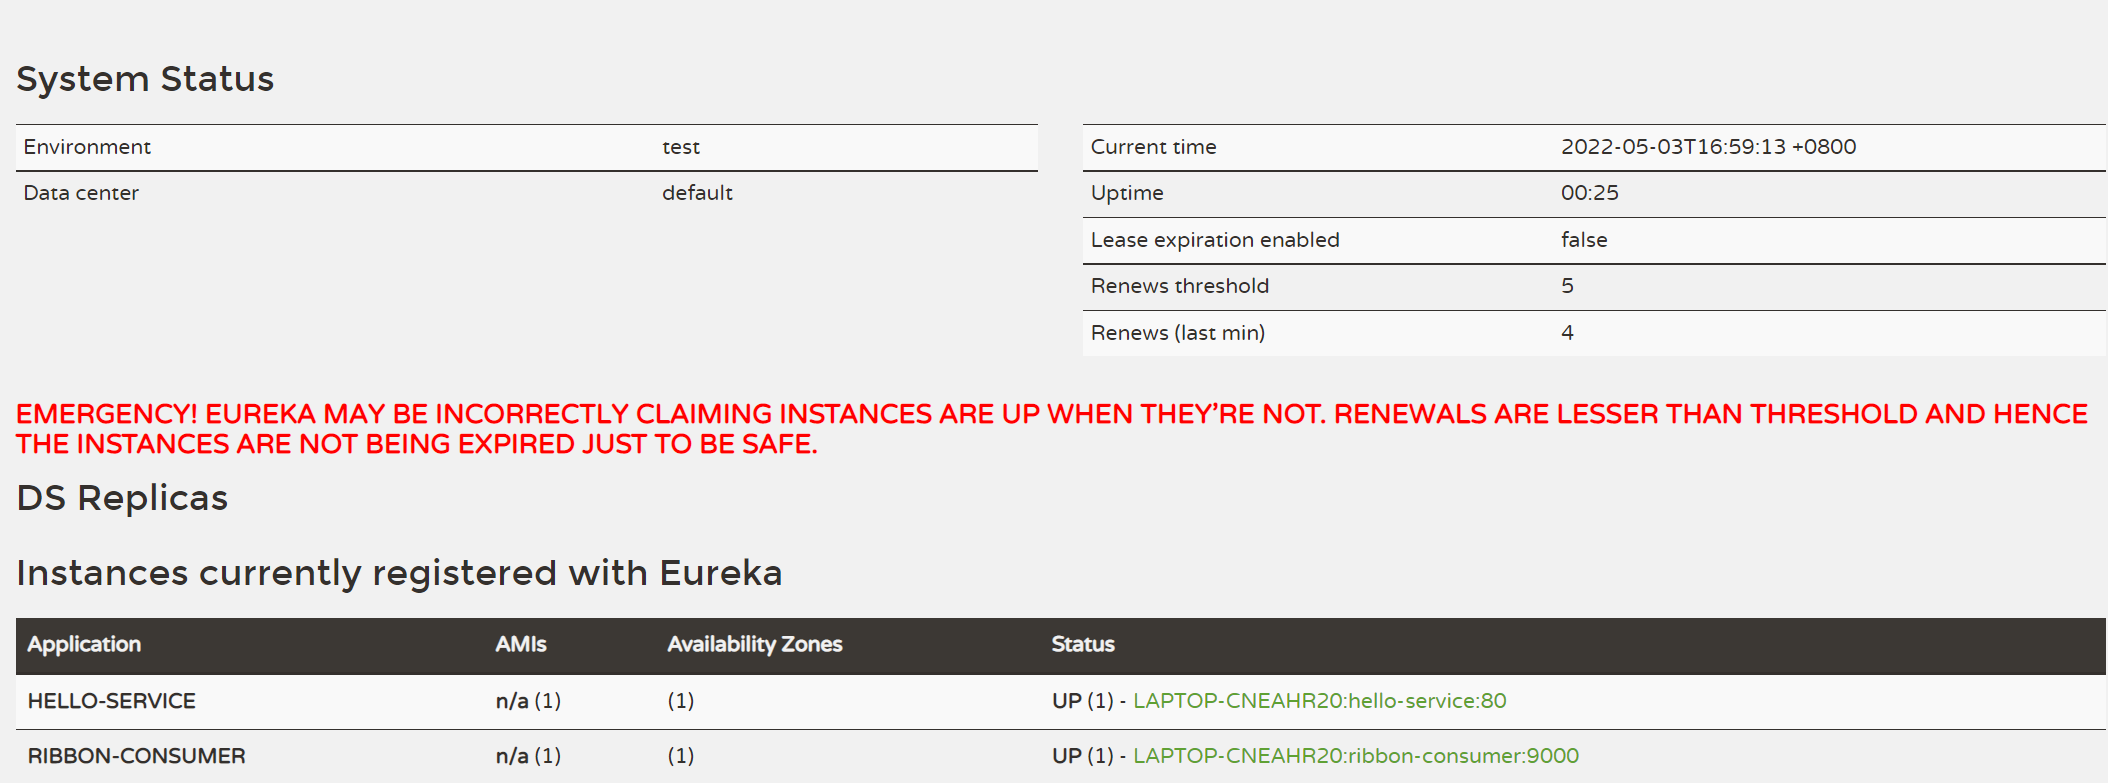 System Status
Environment test
Data center default
Current time 2022-05-03T16:59:13 +0800
Uptime 00:25
Lease expiration enabled false
Renews threshold 5
Renews (last min) 4
EMERGENCY! EUREKA MAY BE INCORRECTLY CLAIMING INSTANCES ARE UP WHEN THEY’RE NOT. RENEWALS ARE LESSER THAN THRESHOLD AND HENCE
THE INSTANCES ARE NOT BEING EXPIRED JUST TO BE SAFE.
DS Replicas
Instances currently registered with Eureka
Application AMIs Availability Zones Status
HELLO-SERVICE n/a (1) (1) UP (1) - LAPTOP-CNEAHR20:hello-service:80
RIBBON-CONSUMER n/a (1) (1) UP (1) - LAPTOP-CNEAHR20:ribbon-consumer:9000